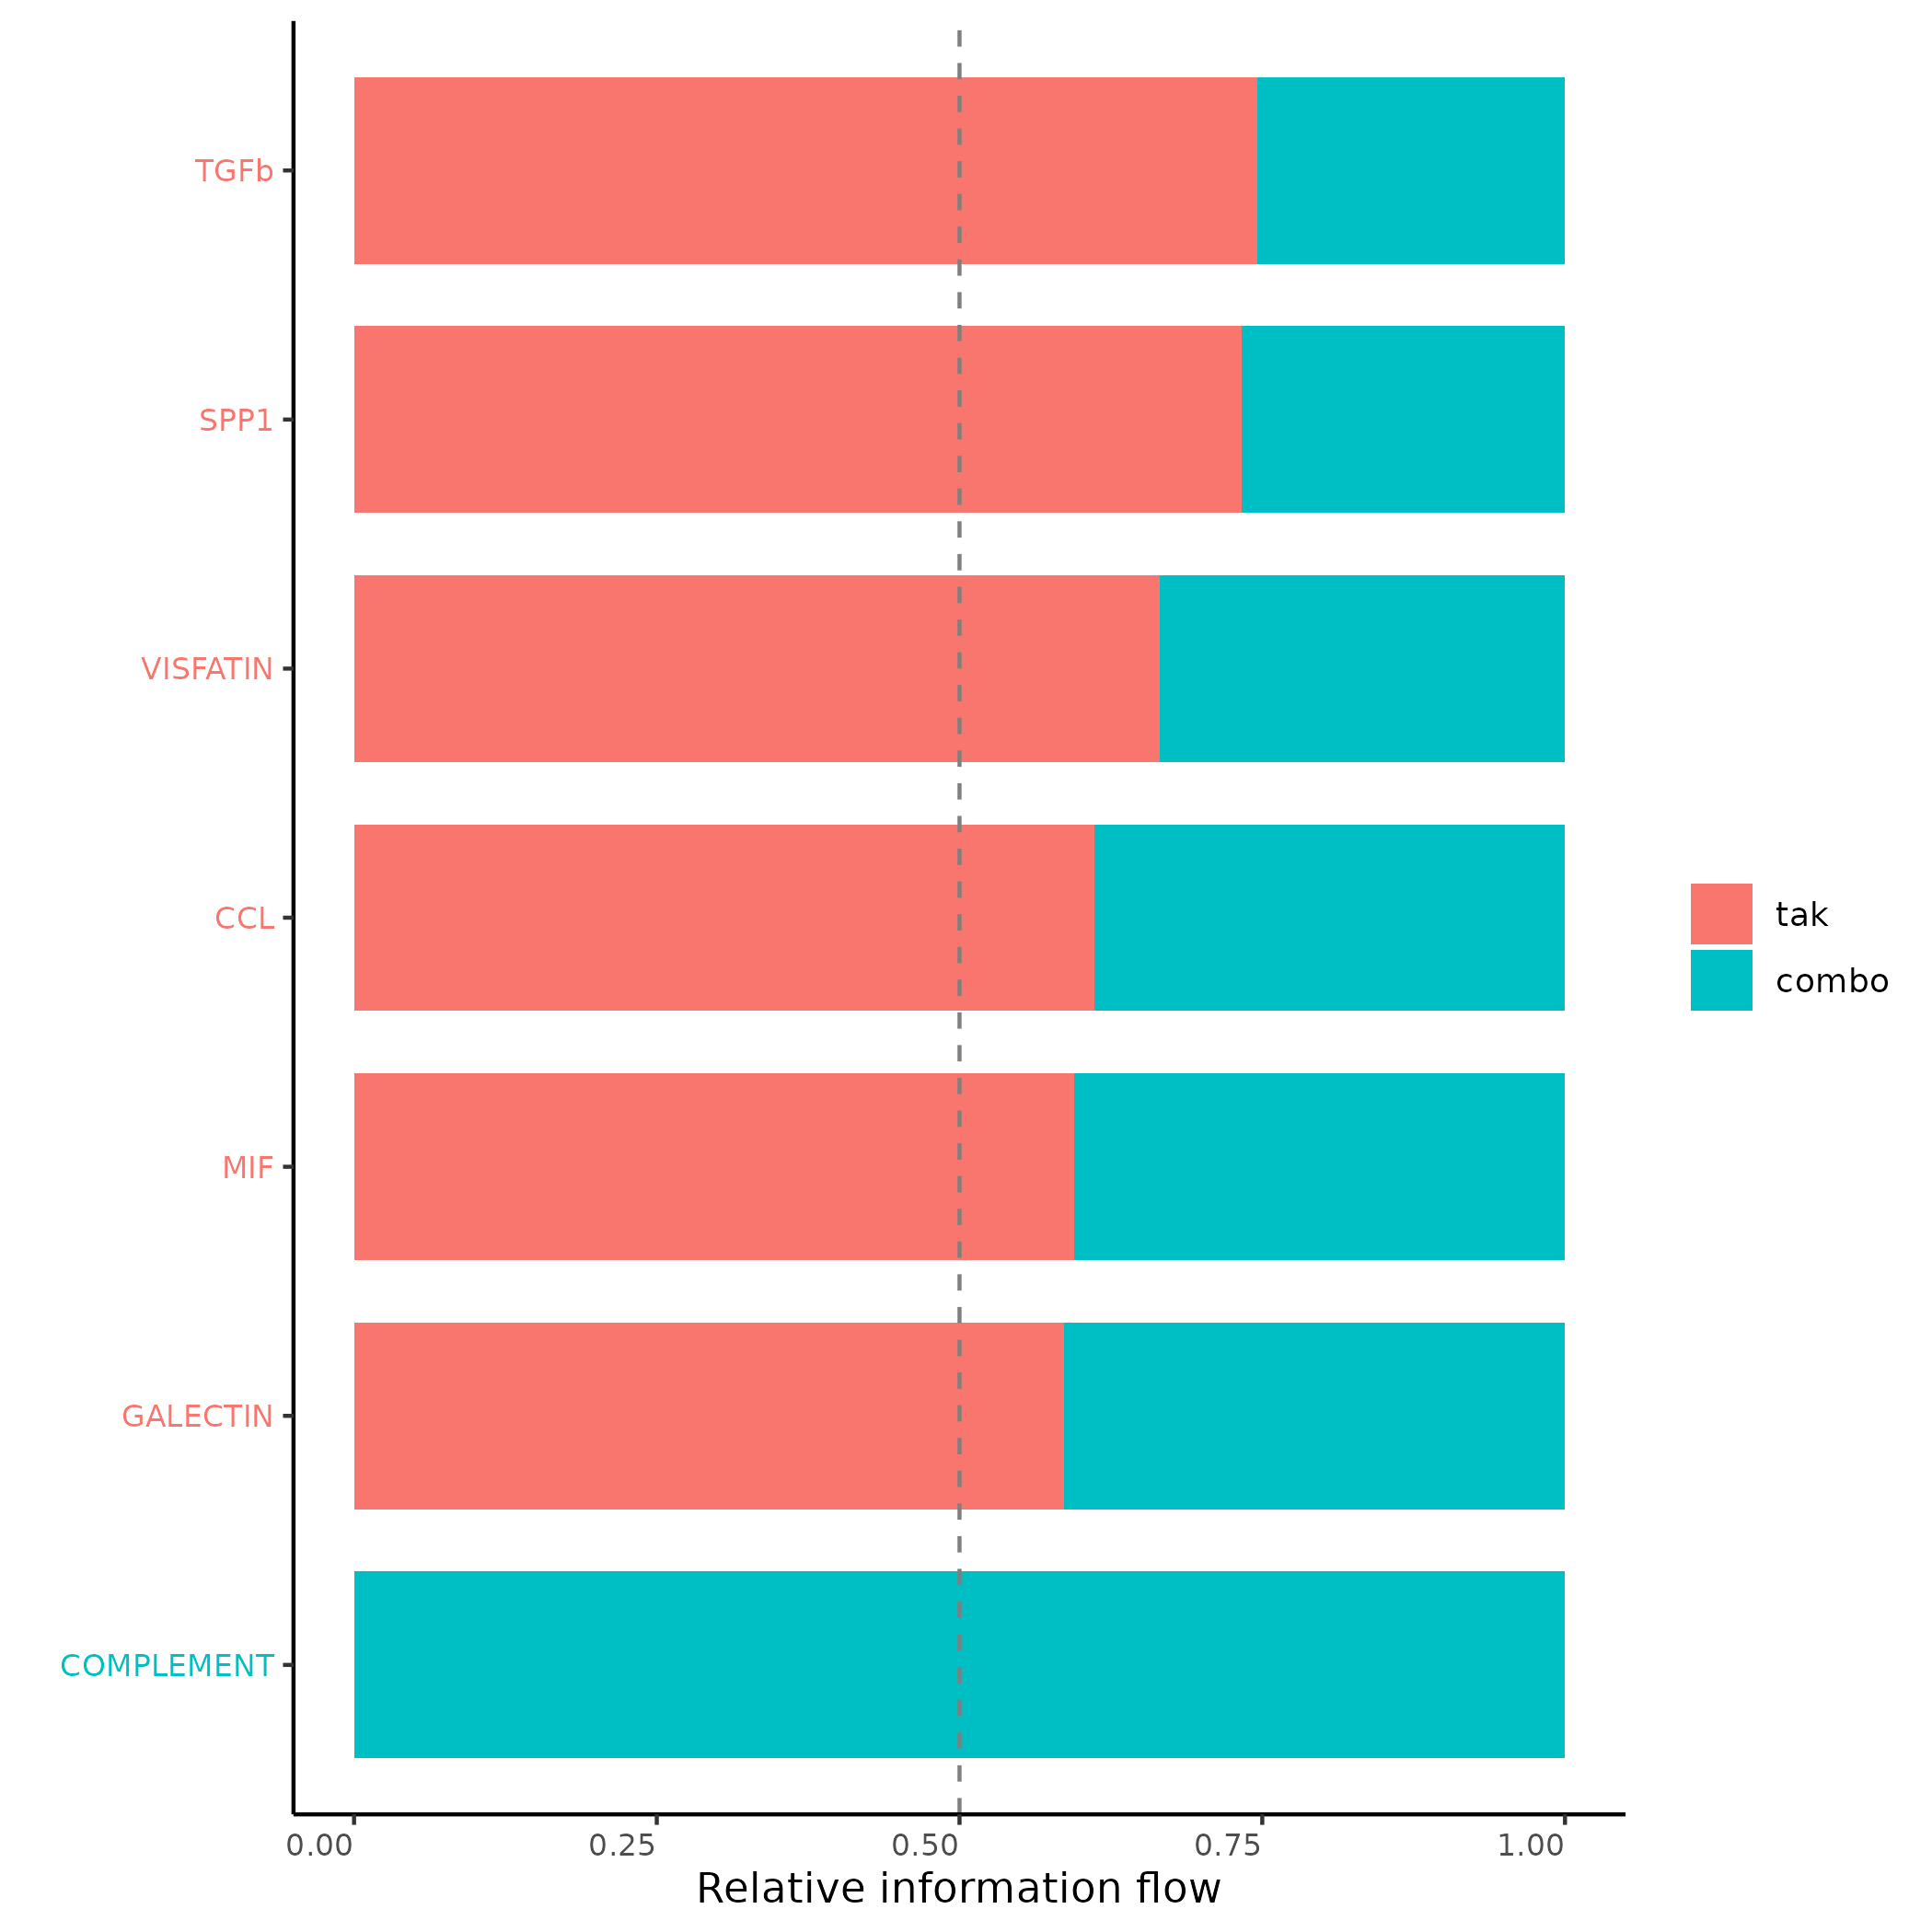 TGFb
SPP1
VISFATIN
CCL
MIF
GALECTIN
COMPLEMENT
tak
combo
0.00 0.25 0.50 0.75 1.00
Relative information flow